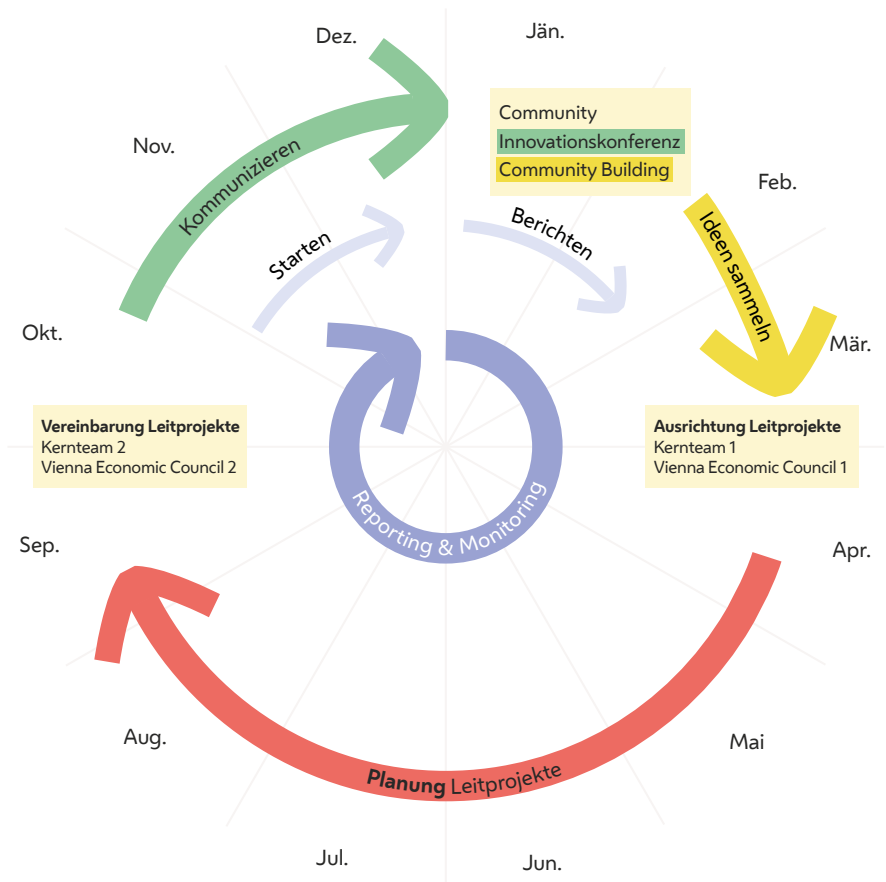 Dez.
Jän.
Community
Innovationskonferenz
Community Building
Nov.
Kommunizieren
Feb.
Starten
Berichten
Ideen sammeln
Okt.
Mär.
Vereinbarung Leitprojekte
Kernteam 2
Vienna Economic Council 2
Ausrichtung Leitprojekte
Kernteam 1
Vienna Economic Council 1
Reporting & Monitoring
Sep.
Apr.
Aug.
Mai
Planung Leitprojekte
Jul.
Jun.